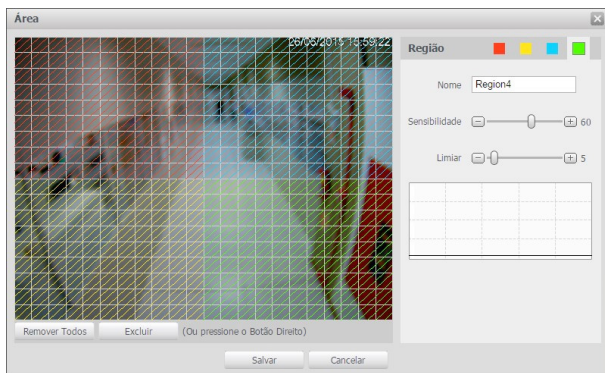 Área
26/06/2015 15:59:22
Região
Nome Region4
Sensibilidade 60
Limiar 5
Remover Todos Excluir (Ou pressione o Botão Direito)
Salvar Cancelar